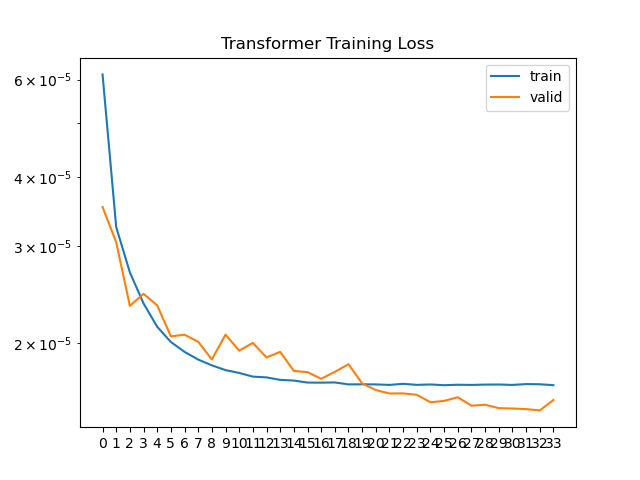 Transformer Training Loss
train
valid
6 × 10⁻⁵
4 × 10⁻⁵
3 × 10⁻⁵
2 × 10⁻⁵
0 1 2 3 4 5 6 7 8 9 10 11 12 13 14 15 16 17 18 19 20 21 22 23 24 25 26 27 28 29 30 31 32 33